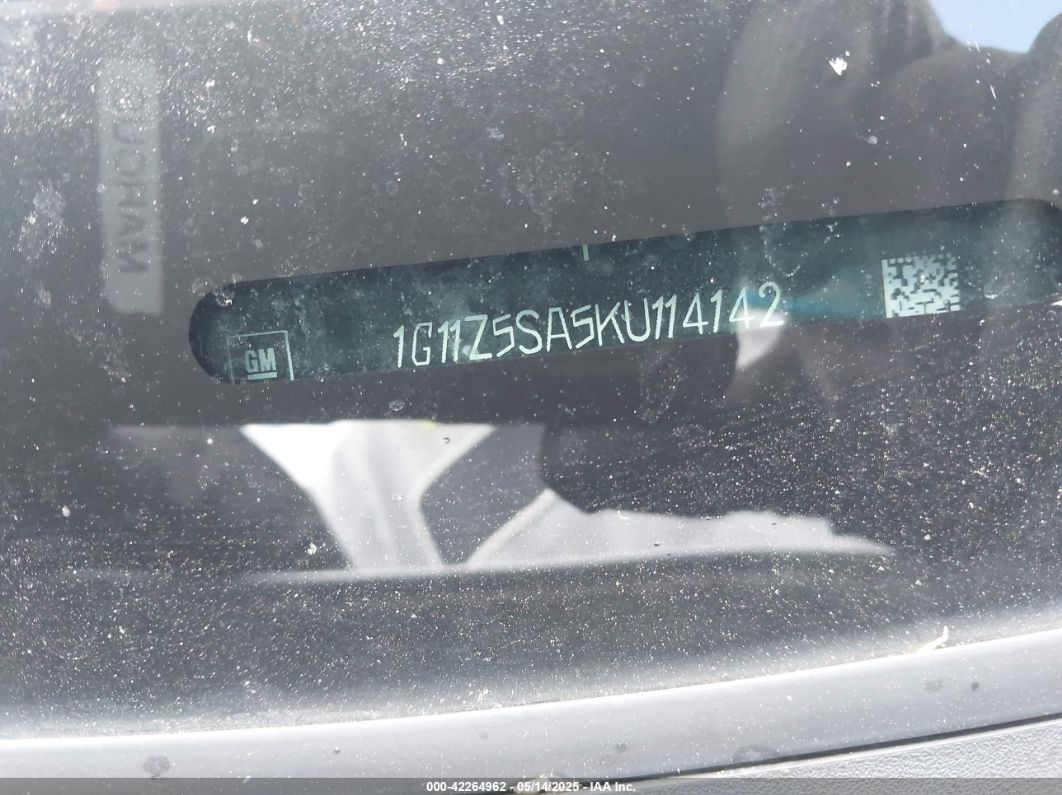 GM
1G11Z5SA5KU114142
000-42264962 - 05/14/2025 - IAA Inc.